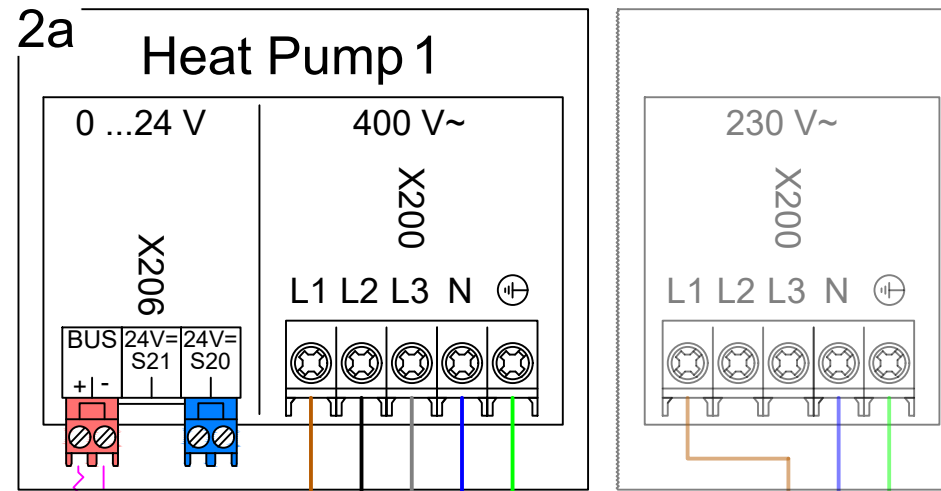 2a
Heat Pump 1
0 ...24 V
400 V~
X206
X200
L1 L2 L3 N
BUS
+ -
24V=
S21
24V=
S20
230 V~
X200
L1 L2 L3 N